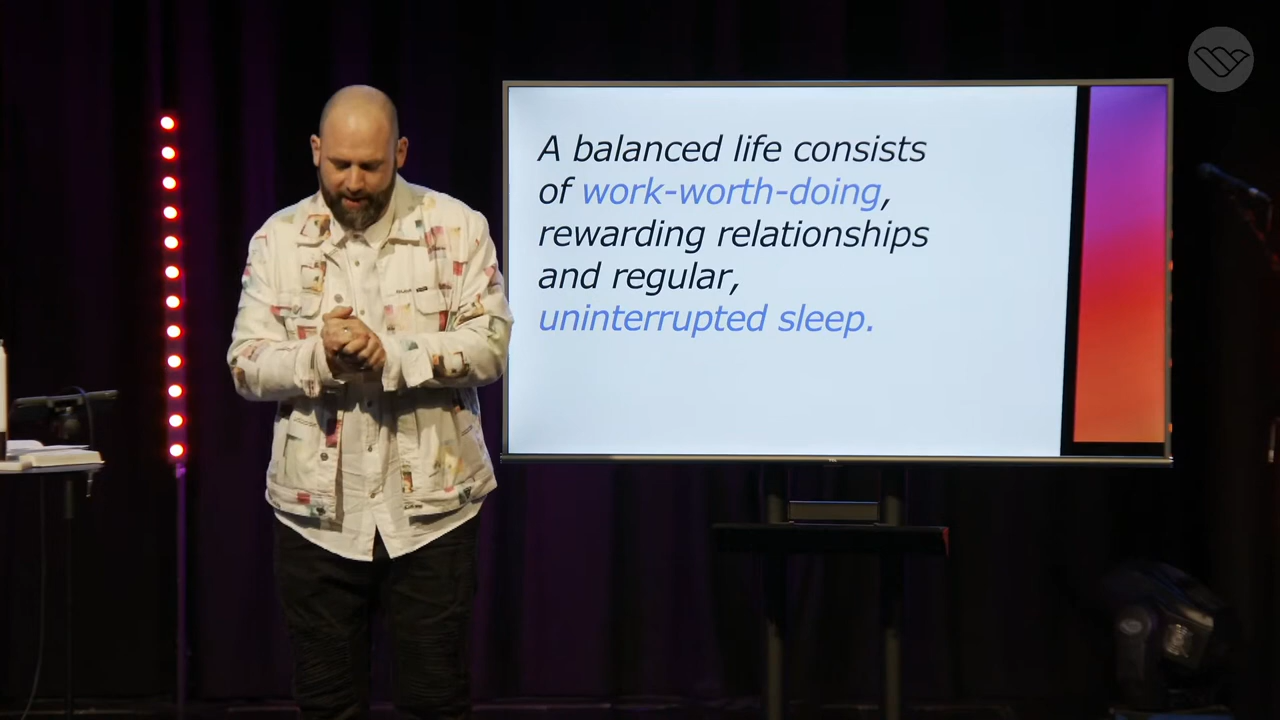 A balanced life consists
of work-worth-doing,
rewarding relationships
and regular,
uninterrupted sleep.